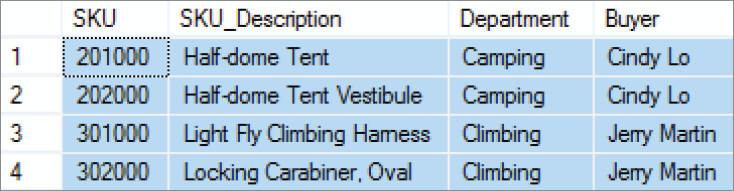 SKU SKU_Description Department Buyer
1 201000 Half-dome Tent Camping Cindy Lo
2 202000 Half-dome Tent Vestibule Camping Cindy Lo
3 301000 Light Fly Climbing Harness Climbing Jerry Martin
4 302000 Locking Carabiner, Oval Climbing Jerry Martin